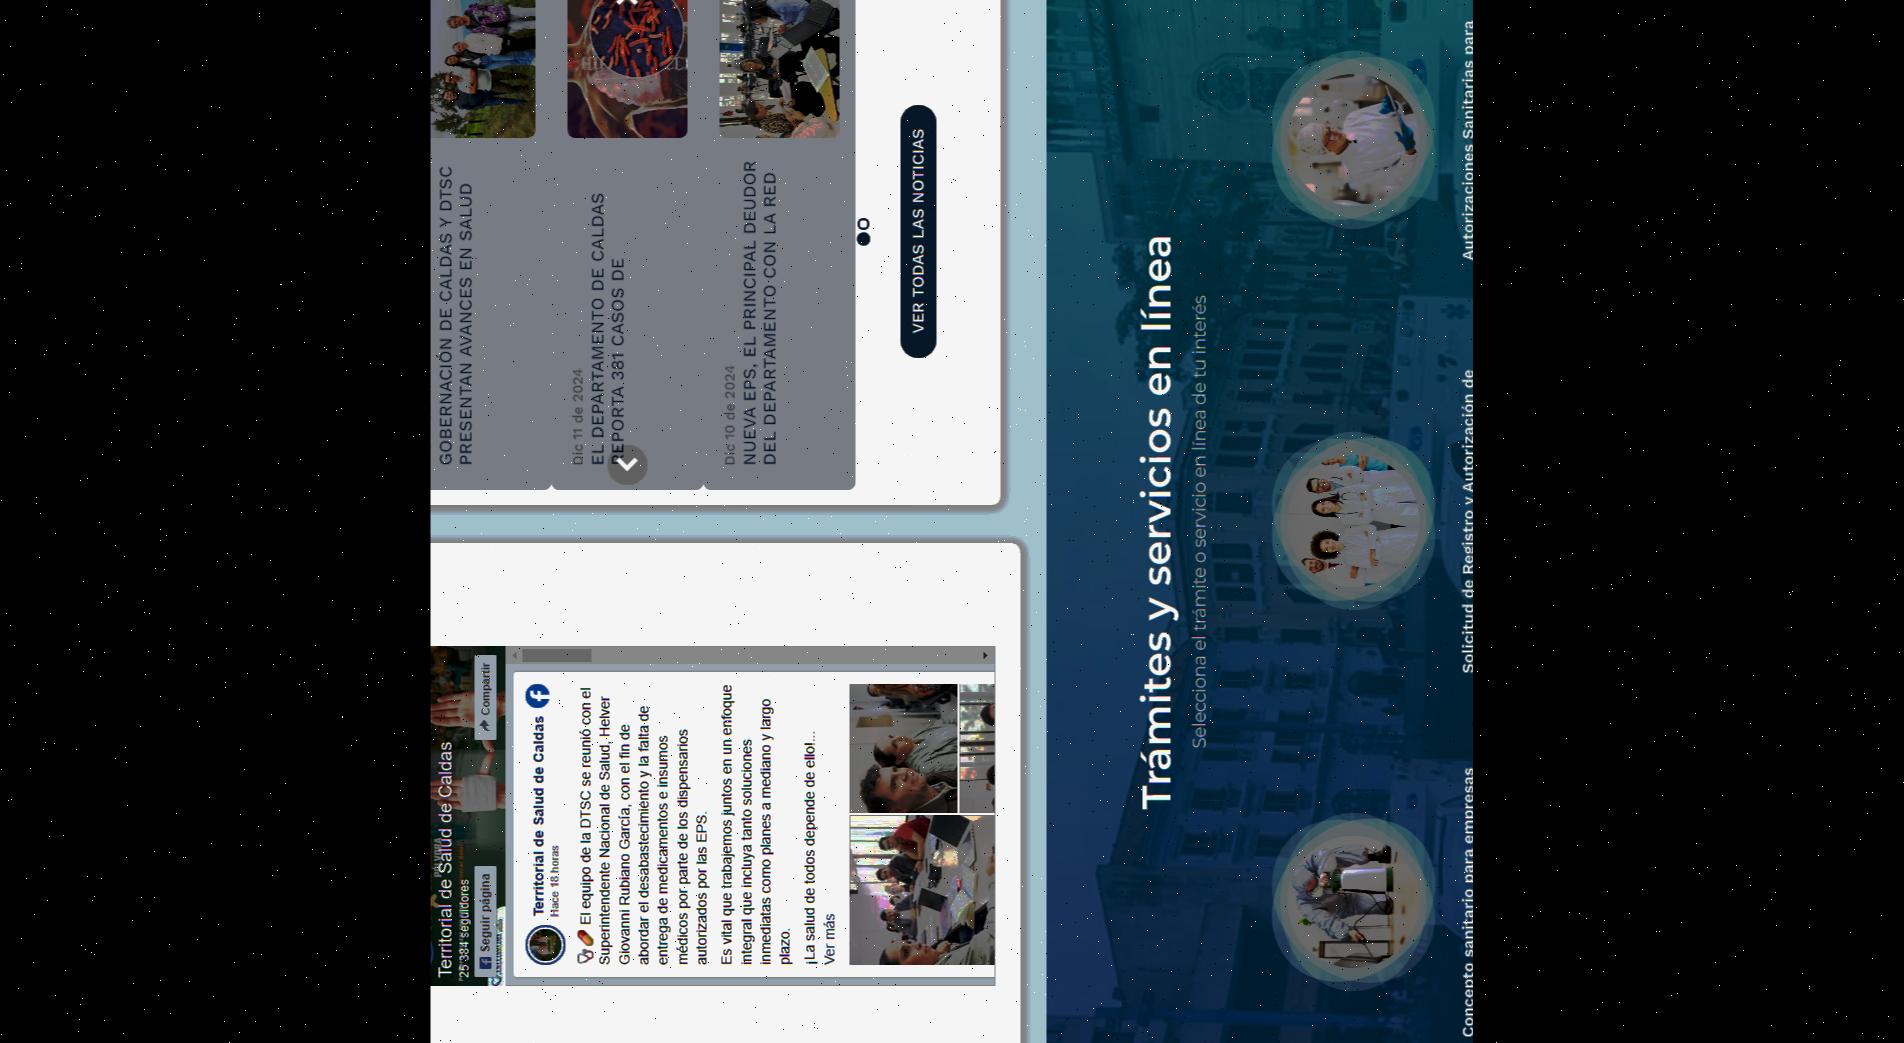 Territorial de Salud de Caldas
25 384 seguidores
Seguir página
Compartir
Territorial de Salud de Caldas
Hace 18 horas
El equipo de la DTSC se reunió con el
Superintendente Nacional de Salud, Helver
Giovanni Rubiano García, con el fin de
abordar el desabastecimiento y la falta de
entrega de medicamentos e insumos
médicos por parte de los dispensarios
autorizados por las EPS.
Es vital que trabajemos juntos en un enfoque
integral que incluya tanto soluciones
inmediatas como planes a mediano y largo
plazo.
¡La salud de todos depende de ello!...
Ver más
GOBERNACIÓN DE CALDAS Y DTSC
PRESENTAN AVANCES EN SALUD
Dic 11 de 2024
EL DEPARTAMENTO DE CALDAS
REPORTA 381 CASOS DE
Dic 10 de 2024
NUEVA EPS, EL PRINCIPAL DEUDOR
DEL DEPARTAMENTO CON LA RED
VER TODAS LAS NOTICIAS
Trámites y servicios en línea
Selecciona el trámite o servicio en línea de tu interés
Concepto sanitario para empresas
Solicitud de Registro y Autorización de
Autorizaciones Sanitarias para